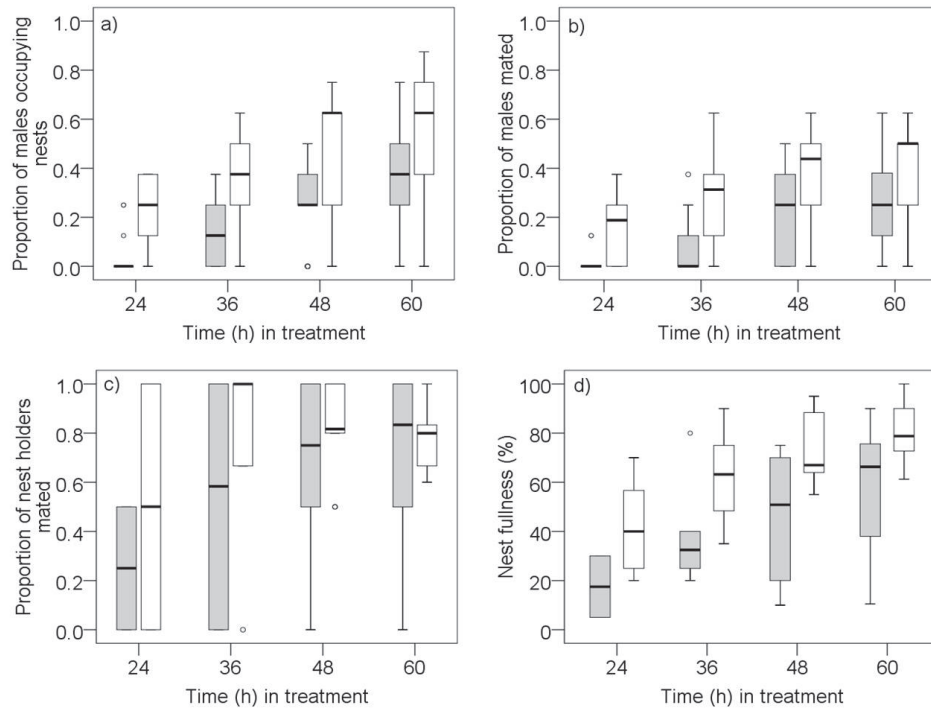 a)
Proportion of males occupying
nests
1.0
0.8
0.6
0.4
0.2
0.0
24 36 48 60
Time (h) in treatment
b)
Proportion of males mated
1.0
0.8
0.6
0.4
0.2
0.0
24 36 48 60
Time (h) in treatment
c)
Proportion of nest holders
mated
1.0
0.8
0.6
0.4
0.2
0.0
24 36 48 60
Time (h) in treatment
d)
Nest fullness (%)
100
80
60
40
20
0
24 36 48 60
Time (h) in treatment